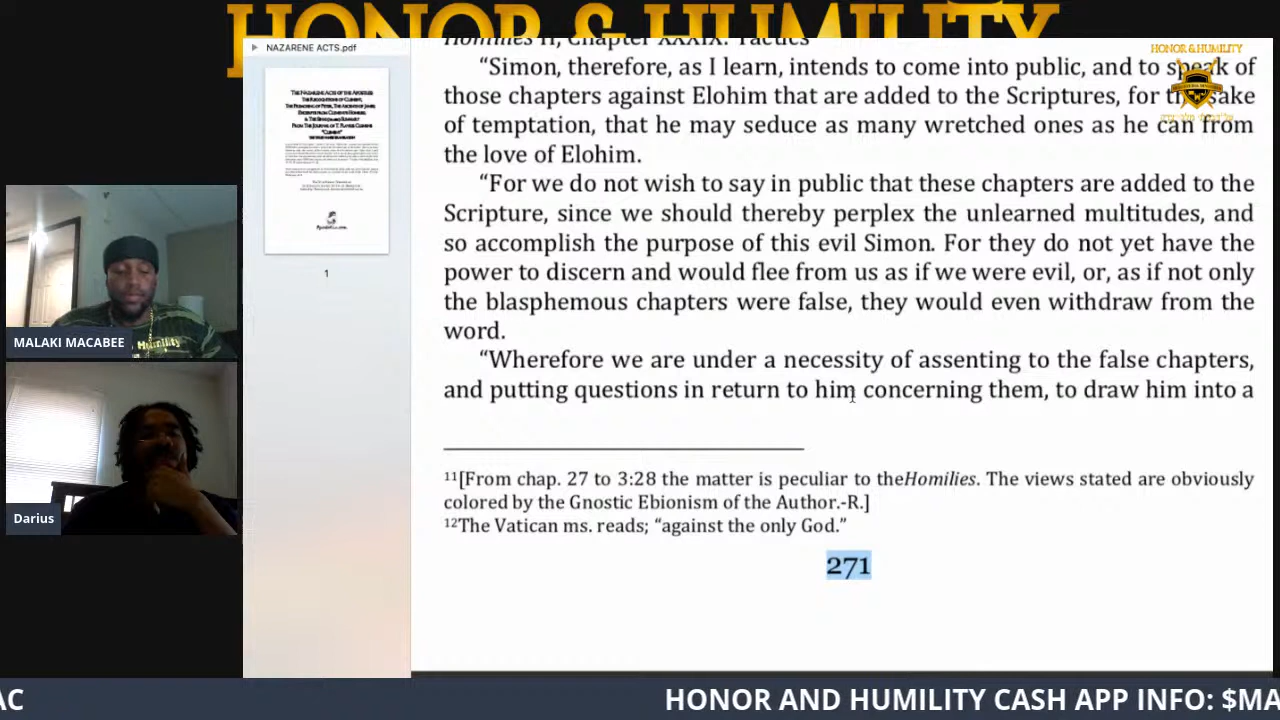 HONOR & HUMILITY
NAZARENE ACTS.pdf
HONOR & HUMILITY
Homilies II, Chapter XXXIX: Tactics
“Simon, therefore, as I learn, intends to come into public, and to speak of
those chapters against Elohim that are added to the Scriptures, for the sake
of temptation, that he may seduce as many wretched ones as he can from
the love of Elohim.
“For we do not wish to say in public that these chapters are added to the
Scripture, since we should thereby perplex the unlearned multitudes, and
so accomplish the purpose of this evil Simon. For they do not yet have the
power to discern and would flee from us as if we were evil, or, as if not only
the blasphemous chapters were false, they would even withdraw from the
word.
“Wherefore we are under a necessity of assenting to the false chapters,
and putting questions in return to him concerning them, to draw him into a
11[From chap. 27 to 3:28 the matter is peculiar to theHomilies. The views stated are obviously
colored by the Gnostic Ebionism of the Author.-R.]
12The Vatican ms. reads; “against the only God.”
271
THE NAZARENE ACTS OF THE APOSTLES
1
MALAKI MACABEE
Darius
AC
HONOR AND HUMILITY CASH APP INFO: $MA